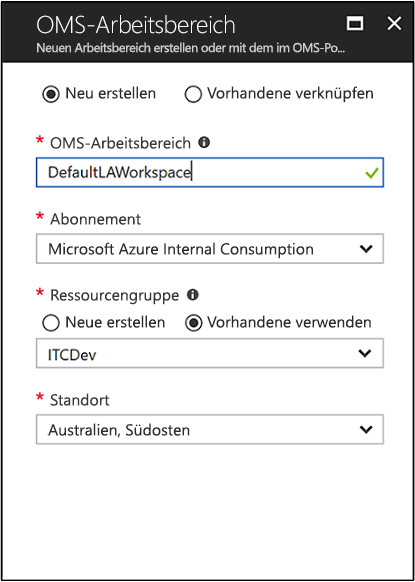 OMS-Arbeitsbereich
Neuen Arbeitsbereich erstellen oder mit dem im OMS-Po...
Neu erstellen Vorhandene verknüpfen
* OMS-Arbeitsbereich
DefaultLAWorkspace
* Abonnement
Microsoft Azure Internal Consumption
* Ressourcengruppe
Neue erstellen Vorhandene verwenden
ITCDev
* Standort
Australien, Südosten